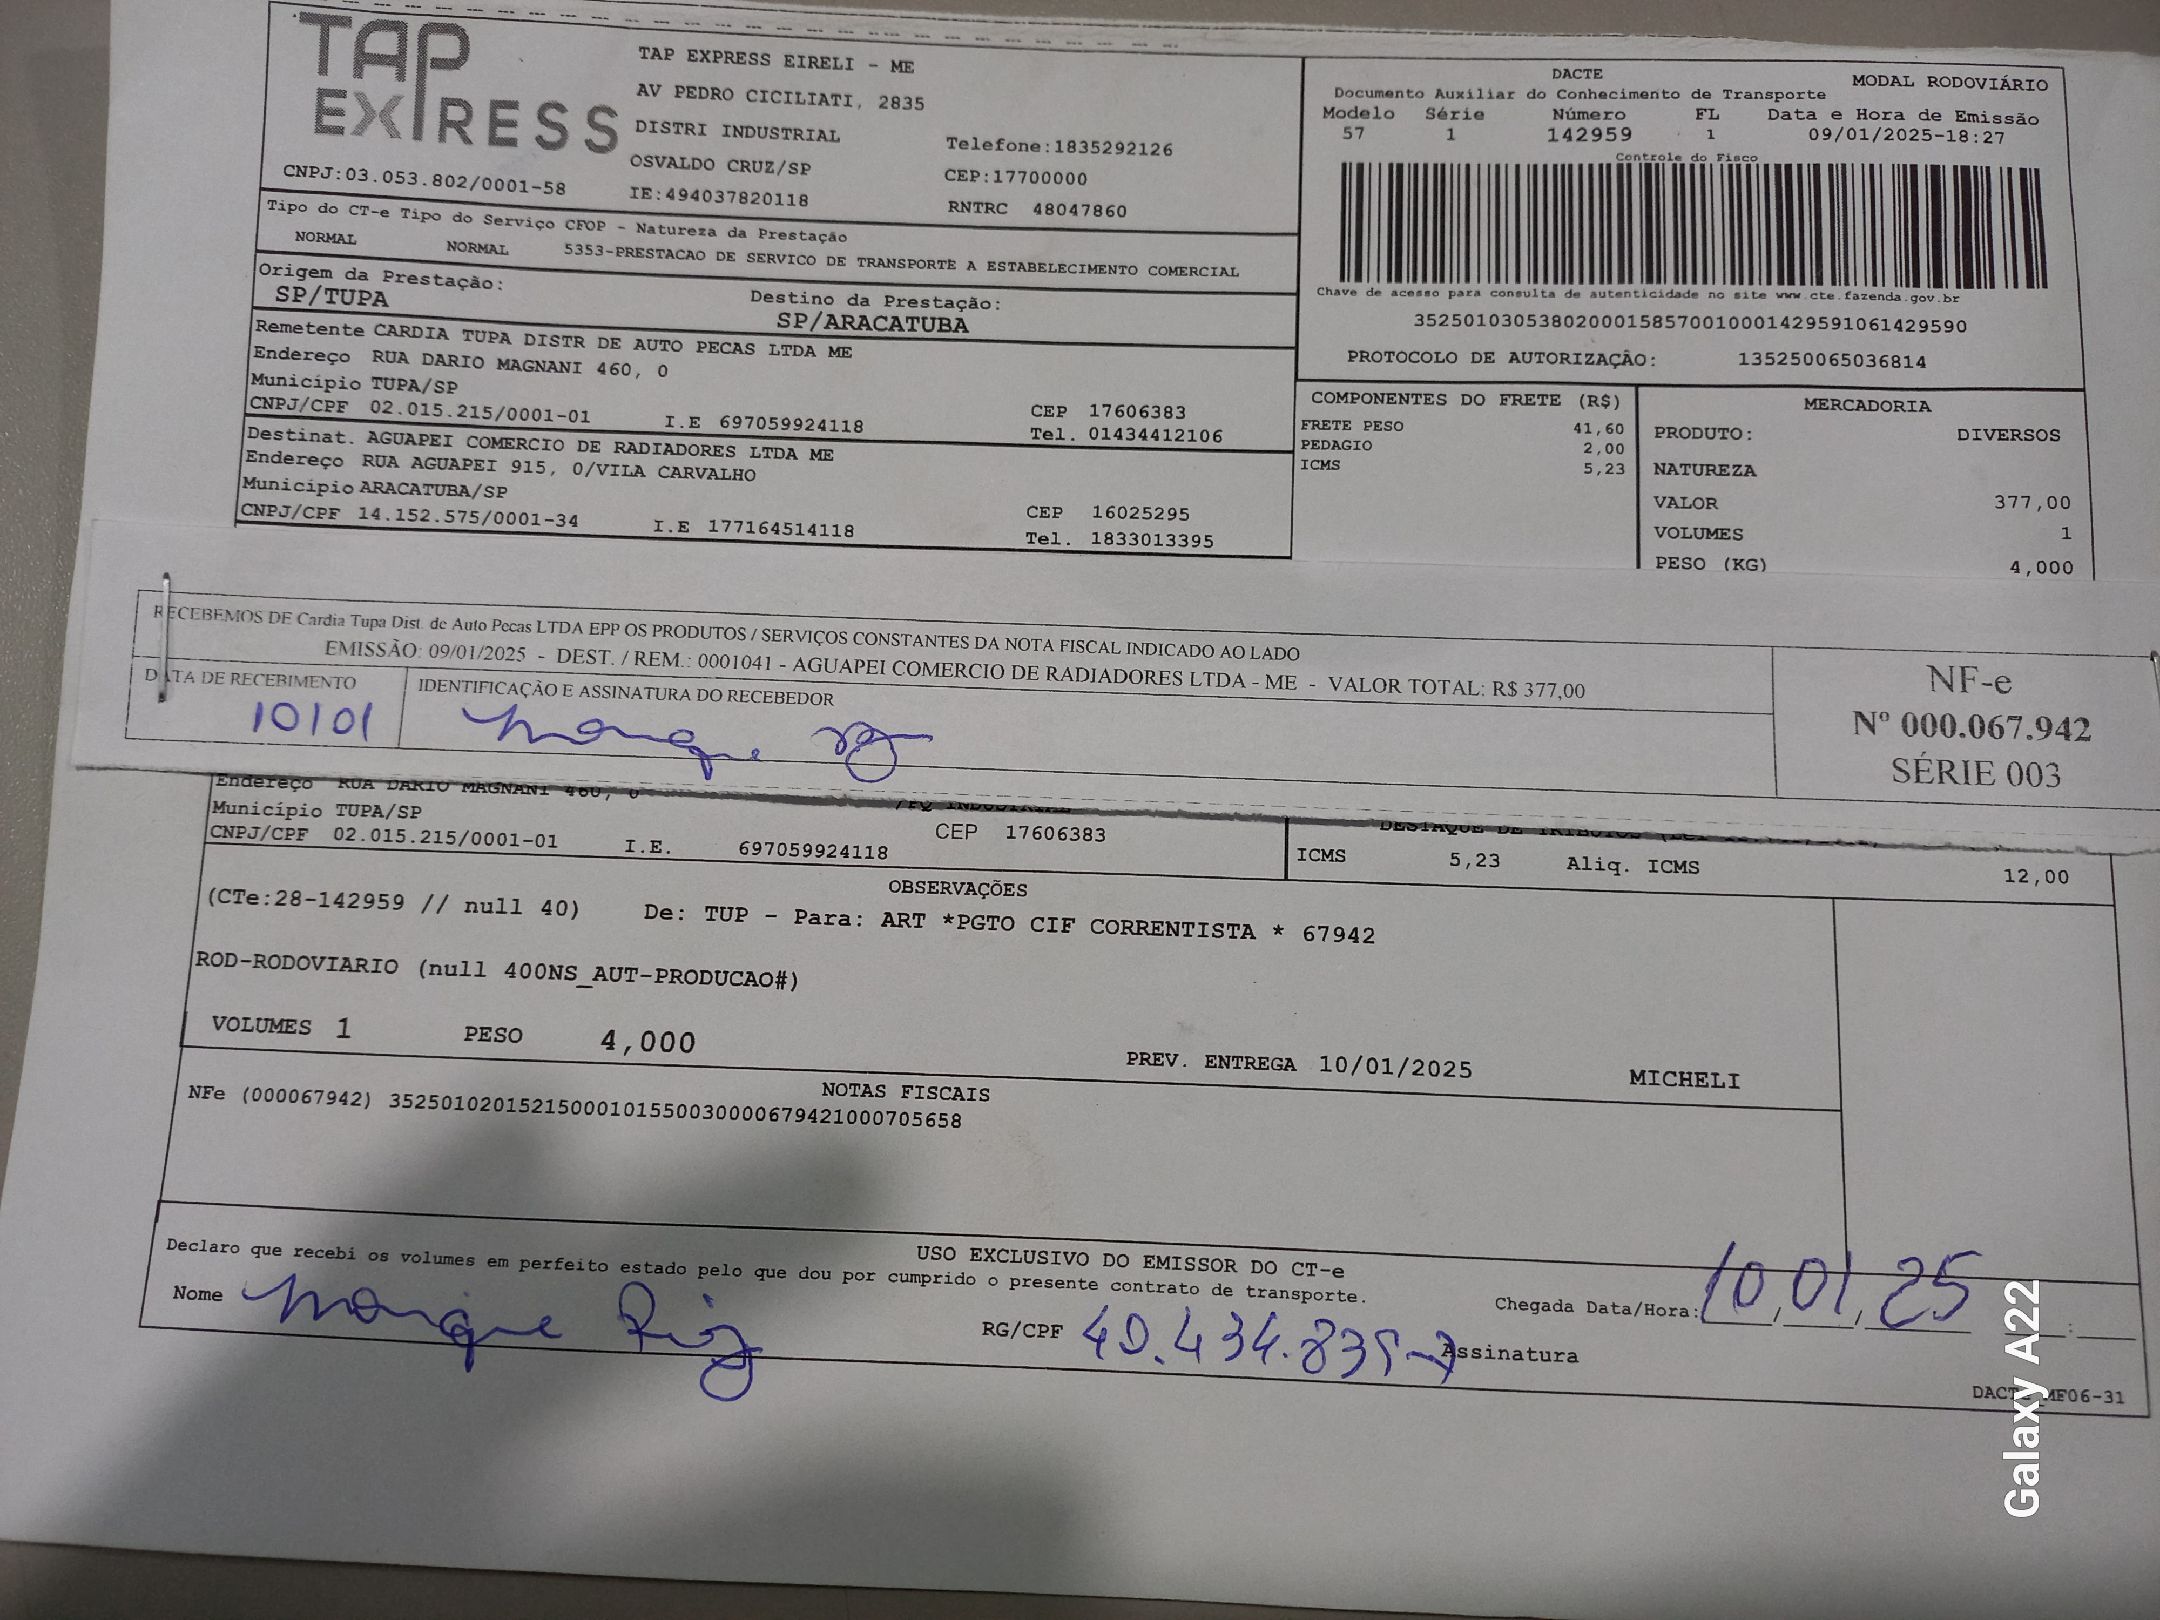 TAP EXPRESS
TAP EXPRESS EIRELI - ME
AV PEDRO CICILIATI, 2835
DISTRI INDUSTRIAL
Telefone:1835292126
OSVALDO CRUZ/SP
CEP:17700000
CNPJ:03.053.802/0001-58
IE:494037820118
RNTRC 48047860
DACTE
MODAL RODOVIÁRIO
Documento Auxiliar do Conhecimento de Transporte
Modelo Série Número FL Data e Hora de Emissão
57 1 142959 1 09/01/2025-18:27
Controle do Fisco
Chave de acesso para consulta de autenticidade no site www.cte.fazenda.gov.br
35250103053802000158570010001429591061429590
PROTOCOLO DE AUTORIZAÇÃO: 135250065036814
Tipo do CT-e Tipo do Serviço CFOP - Natureza da Prestação
NORMAL NORMAL 5353-PRESTACAO DE SERVICO DE TRANSPORTE A ESTABELECIMENTO COMERCIAL
Origem da Prestação:
SP/TUPA
Destino da Prestação:
SP/ARACATUBA
Remetente CARDIA TUPA DISTR DE AUTO PECAS LTDA ME
Endereço RUA DARIO MAGNANI 460, 0
Município TUPA/SP
CEP 17606383
CNPJ/CPF 02.015.215/0001-01 I.E 697059924118
Tel. 01434412106
Destinat. AGUAPEI COMERCIO DE RADIADORES LTDA ME
Endereço RUA AGUAPEI 915, 0/VILA CARVALHO
Município ARACATUBA/SP
CEP 16025295
CNPJ/CPF 14.152.575/0001-34 I.E 177164514118
Tel. 1833013395
COMPONENTES DO FRETE (R$)
FRETE PESO 41,60
PEDAGIO 2,00
ICMS 5,23
MERCADORIA
PRODUTO: DIVERSOS
NATUREZA
VALOR 377,00
VOLUMES 1
PESO (KG) 4,000
RECEBEMOS DE Cardia Tupa Dist. de Auto Pecas LTDA EPP OS PRODUTOS / SERVIÇOS CONSTANTES DA NOTA FISCAL INDICADO AO LADO
EMISSÃO: 09/01/2025 - DEST. / REM.: 0001041 - AGUAPEI COMERCIO DE RADIADORES LTDA - ME - VALOR TOTAL: R$ 377,00
DATA DE RECEBIMENTO
10/01
IDENTIFICAÇÃO E ASSINATURA DO RECEBEDOR
NF-e
Nº 000.067.942
SÉRIE 003
Endereço RUA DARIO MAGNANI 460, 0
Município TUPA/SP
CEP 17606383
CNPJ/CPF 02.015.215/0001-01 I.E. 697059924118
ICMS 5,23 Aliq. ICMS 12,00
OBSERVAÇÕES
(CTe:28-142959 // null 40) De: TUP - Para: ART *PGTO CIF CORRENTISTA * 67942
ROD-RODOVIARIO (null 400NS_AUT-PRODUCAO#)
VOLUMES 1 PESO 4,000
PREV. ENTREGA 10/01/2025 MICHELI
NOTAS FISCAIS
NFe (000067942) 35250102015215000101550030000679421000705658
USO EXCLUSIVO DO EMISSOR DO CT-e
Declaro que recebi os volumes em perfeito estado pelo que dou por cumprido o presente contrato de transporte.
Nome
RG/CPF
Chegada Data/Hora: 10,01,25
Assinatura
DACTE MF06-31
Galaxy A22